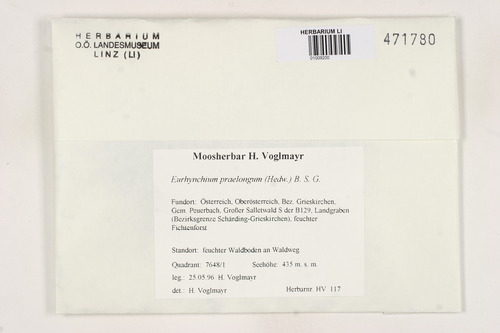 HERBARIUM
O.Ö. LANDESMUSEUM
LINZ (LI)
HERBARIUM LI
01009200
471780
Moosherbar H. Voglmayr
Eurhynchium praelongum (Hedw.) B. S. G.
Fundort: Österreich, Oberösterreich, Bez. Grieskirchen,
Gem. Peuerbach, Großer Salletwald S der B129, Landgraben
(Bezirksgrenze Schärding-Grieskirchen), feuchter
Fichtenforst
Standort: feuchter Waldboden an Waldweg
Quadrant: 7648/1 Seehöhe: 435 m. s. m.
leg.: 25.05.96 H. Voglmayr
det.: H. Voglmayr Herbarnr. HV 117